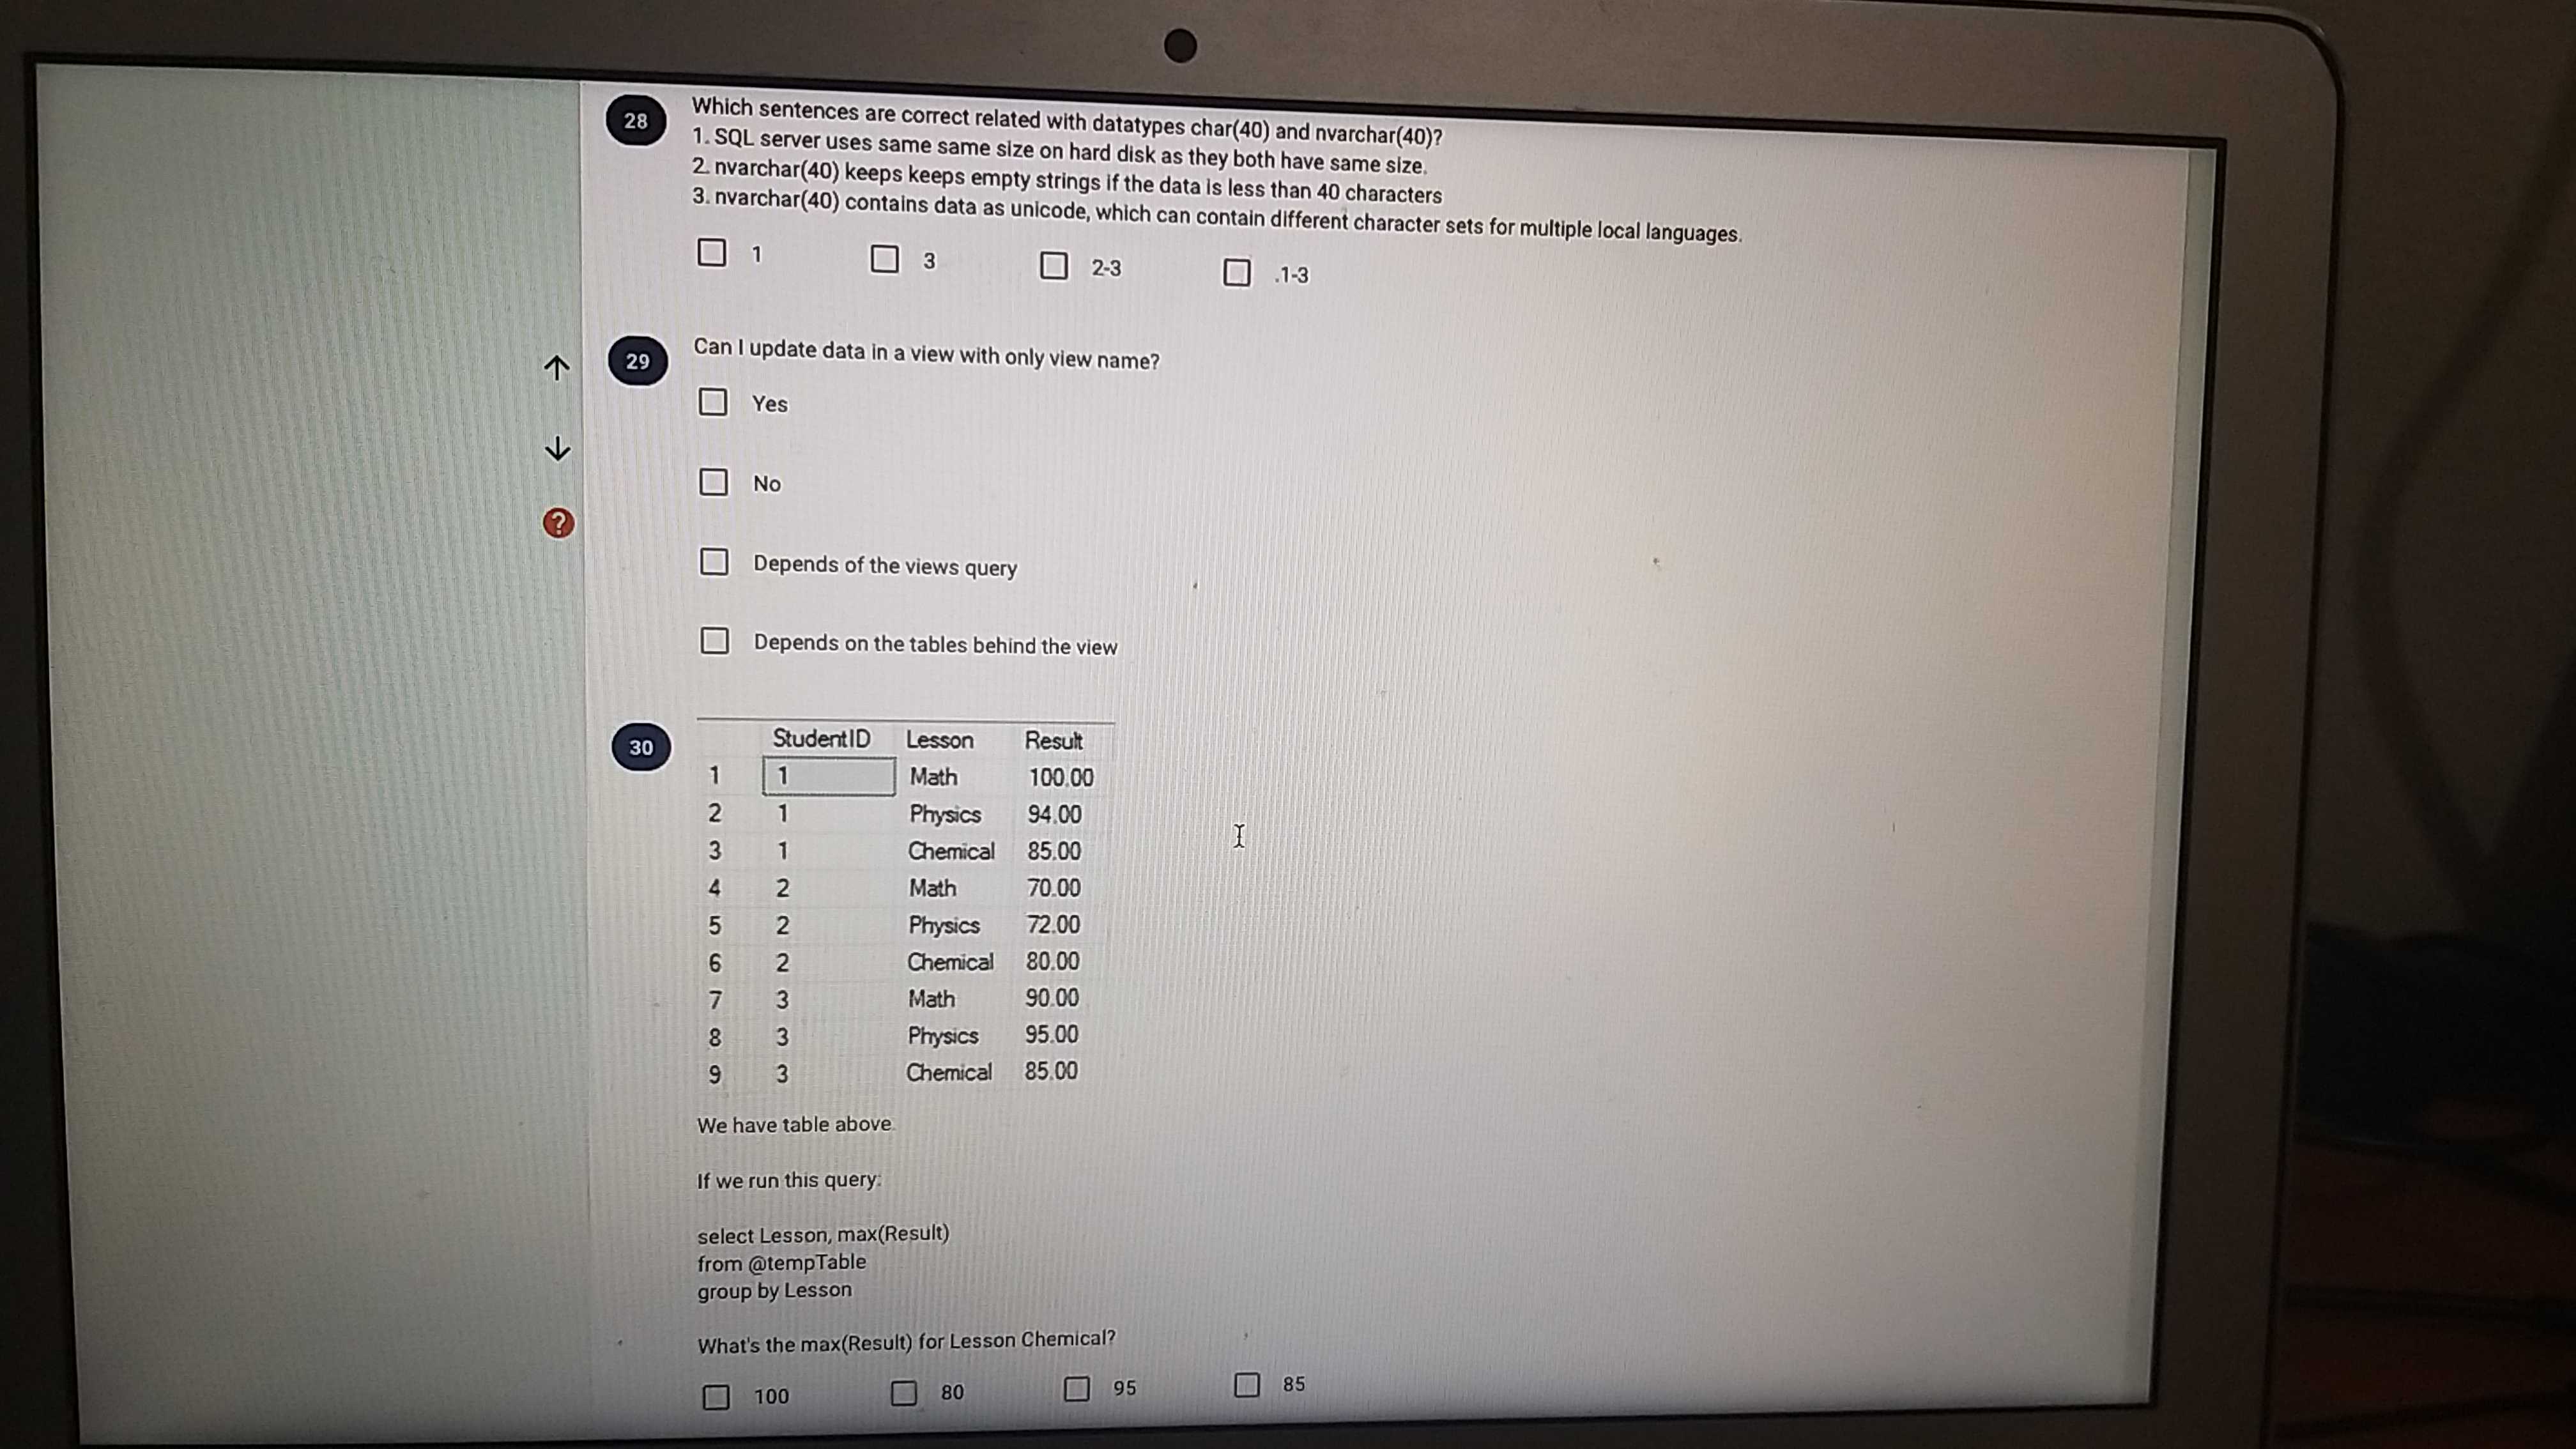 28
Which sentences are correct related with datatypes char(40) and nvarchar(40)?
1. SQL server uses same same size on hard disk as they both have same size.
2. nvarchar(40) keeps keeps empty strings if the data is less than 40 characters
3. nvarchar(40) contains data as unicode, which can contain different character sets for multiple local languages.
1 3 2-3 .1-3
29
Can I update data in a view with only view name?
Yes
No
?
Depends of the views query
Depends on the tables behind the view
30
StudentID Lesson Result
1 1 Math 100.00
2 1 Physics 94.00
3 1 Chemical 85.00
4 2 Math 70.00
5 2 Physics 72.00
6 2 Chemical 80.00
7 3 Math 90.00
8 3 Physics 95.00
9 3 Chemical 85.00
We have table above.
If we run this query:
select Lesson, max(Result)
from @tempTable
group by Lesson
What's the max(Result) for Lesson Chemical?
100 80 95 85